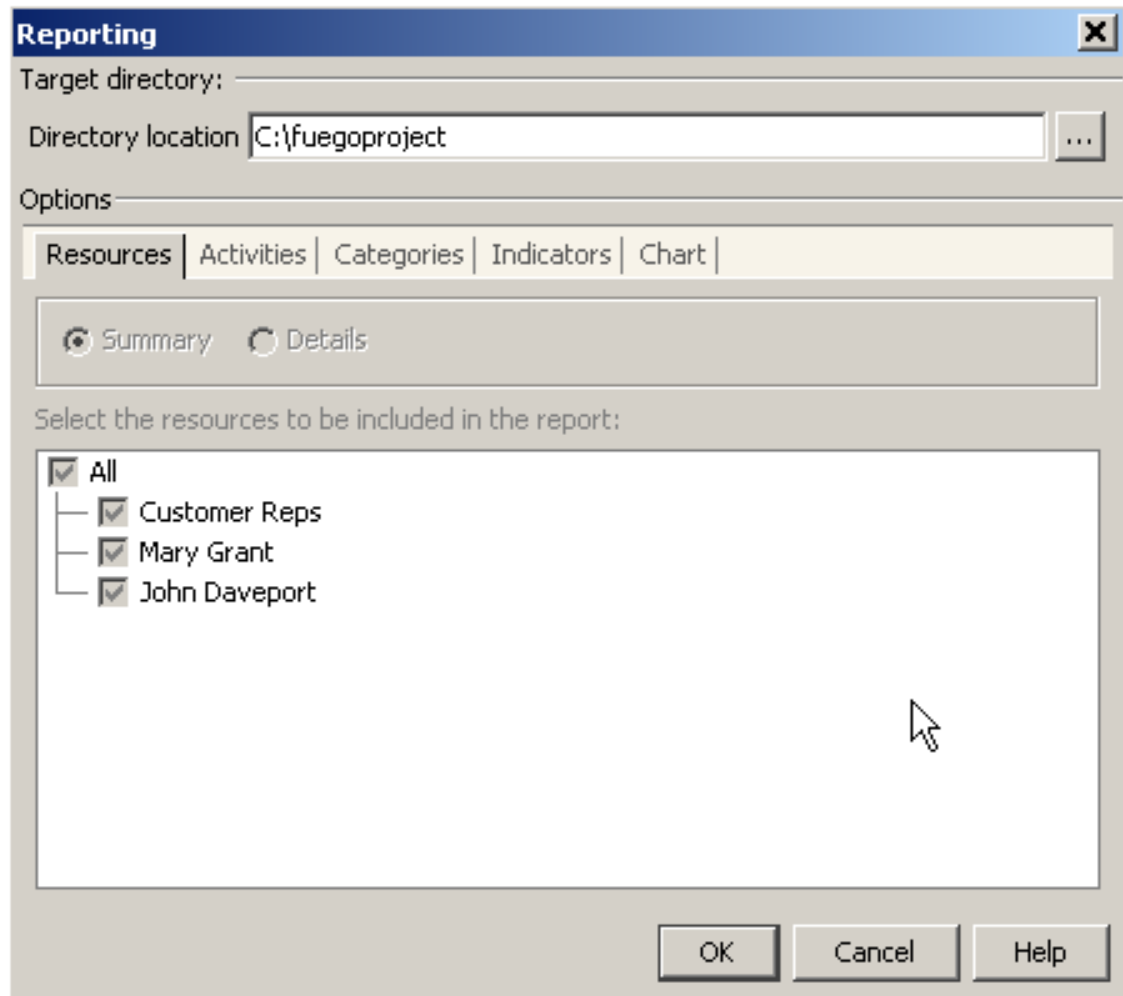 Reporting
Target directory:
Directory location C:\fuegoproject ...
Options
Resources Activities Categories Indicators Chart
Summary Details
Select the resources to be included in the report:
All
Customer Reps
Mary Grant
John Daveport
OK Cancel Help